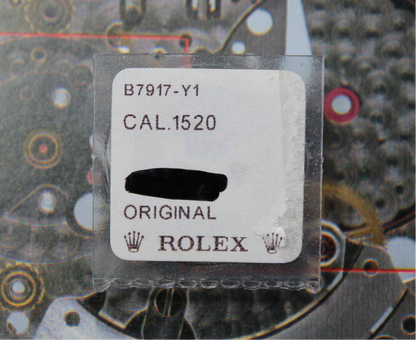 B7917-Y1
CAL.1520
ORIGINAL
ROLEX